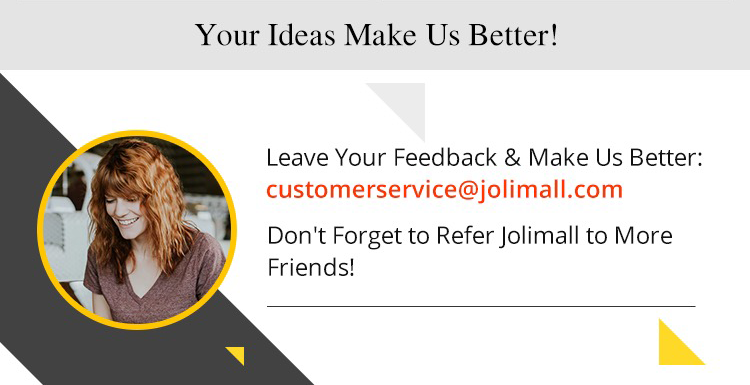 Your Ideas Make Us Better!
Leave Your Feedback & Make Us Better:
customerservice@jolimall.com
Don't Forget to Refer Jolimall to More
Friends!